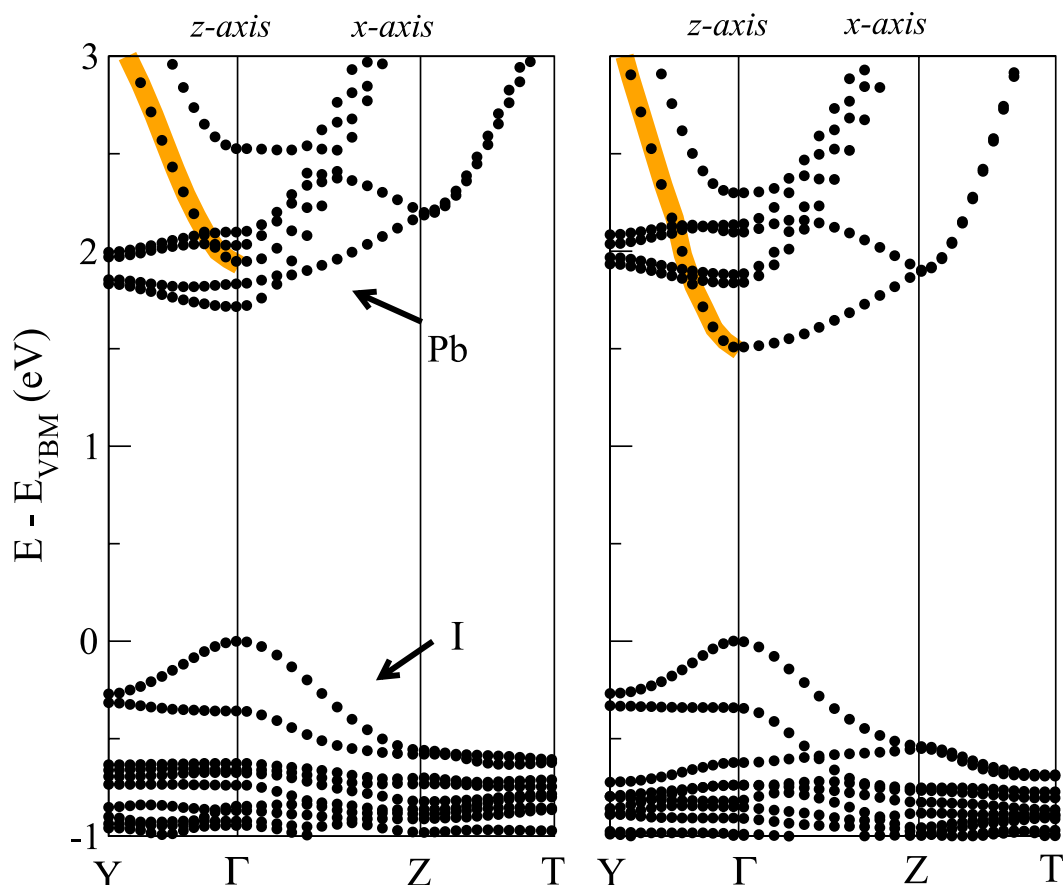 z-axis x-axis z-axis x-axis
3
2
1
0
-1
E - E_VBM (eV)
Pb
I
Y Γ Z T Y Γ Z T